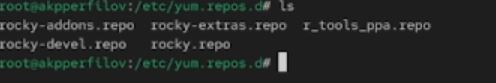 root@akpperfilov:/etc/yum.repos.d# ls
rocky-addons.repo  rocky-extras.repo  r_tools_ppa.repo
rocky-devel.repo  rocky.repo
root@akpperfilov:/etc/yum.repos.d#